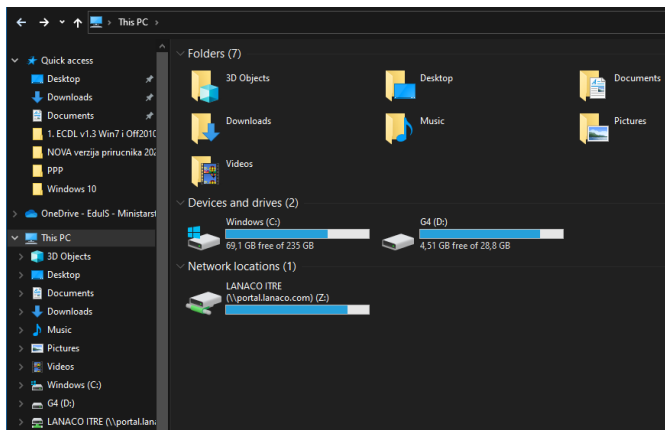 This PC
Quick access
Desktop
Downloads
Documents
1. ECDL v1.3 Win7 i Off2010
NOVA verzija prirucnika 202
PPP
Windows 10
OneDrive - EduIS - Ministarst
This PC
3D Objects
Desktop
Documents
Downloads
Music
Pictures
Videos
Windows (C:)
G4 (D:)
LANACO ITRE (\\portal.lana
Folders (7)
3D Objects
Desktop
Documents
Downloads
Music
Pictures
Videos
Devices and drives (2)
Windows (C:)
69,1 GB free of 235 GB
G4 (D:)
4,51 GB free of 28,8 GB
Network locations (1)
LANACO ITRE
(\\portal.lanaco.com) (Z:)